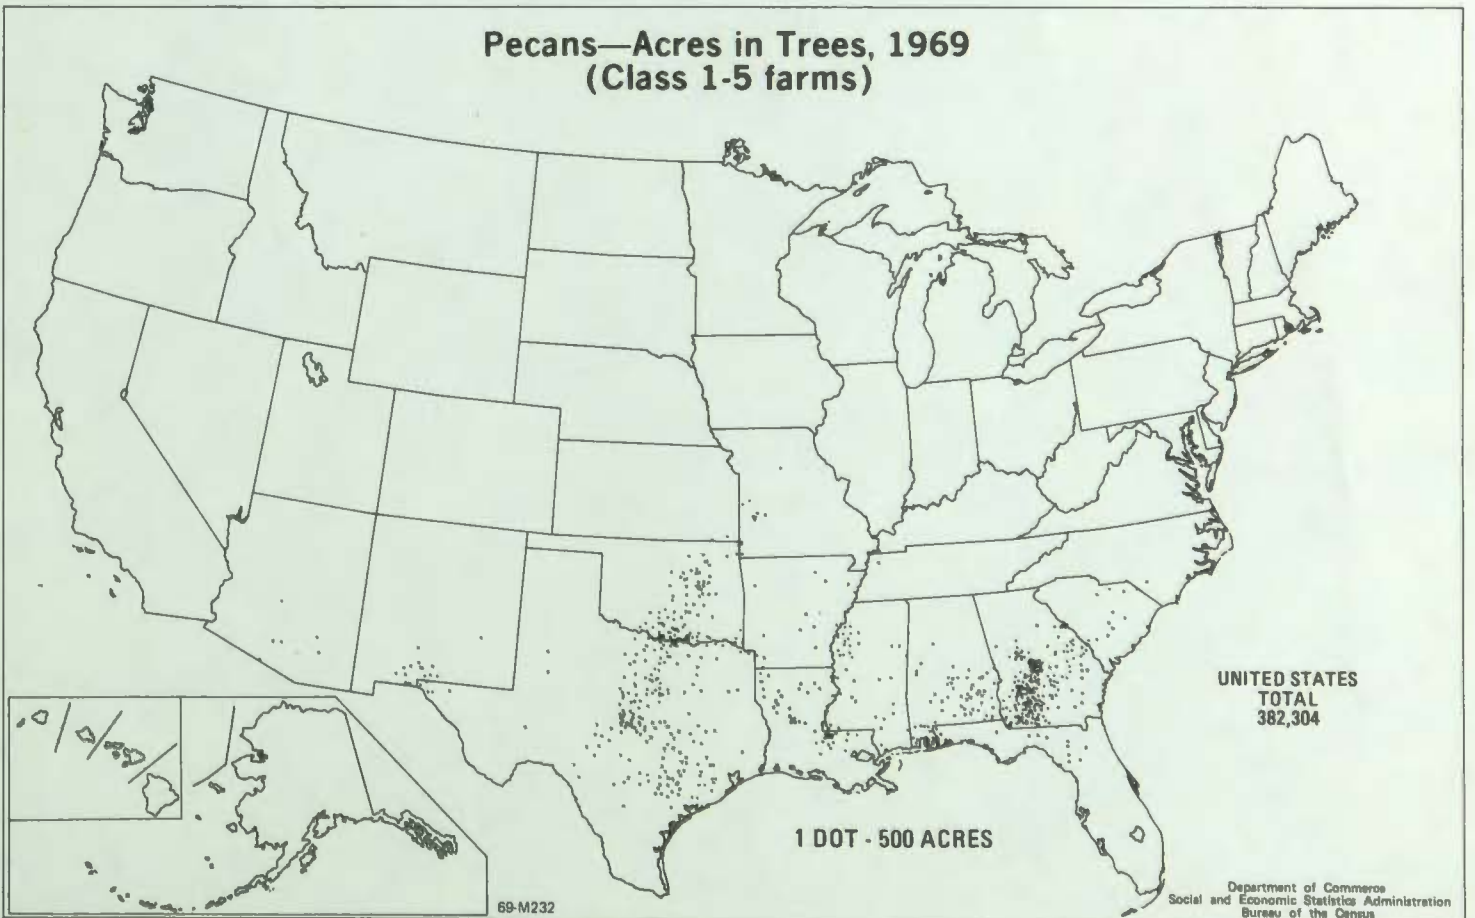 Pecans—Acres in Trees, 1969
(Class 1-5 farms)
UNITED STATES
TOTAL
382,304
1 DOT - 500 ACRES
69-M232
Department of Commerce
Social and Economic Statistics Administration
Bureau of the Census